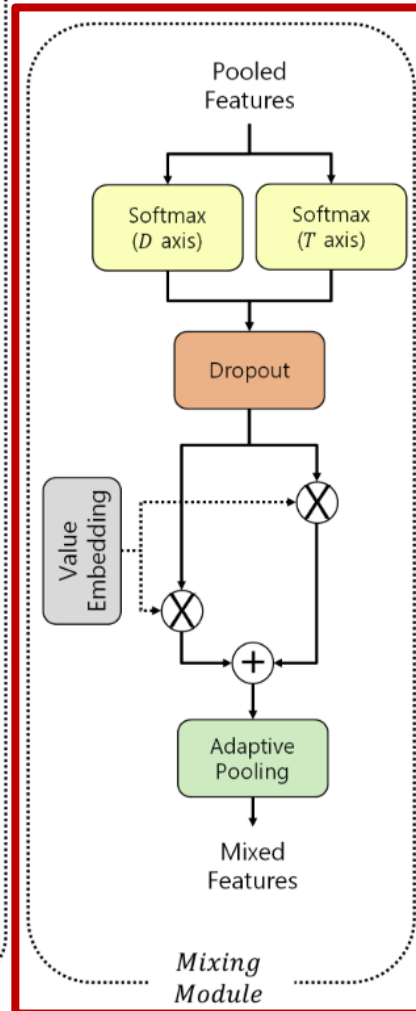 Pooled
Features
Softmax
(D axis)
Softmax
(T axis)
Dropout
Value
Embedding
X
X
+
Adaptive
Pooling
Mixed
Features
Mixing
Module